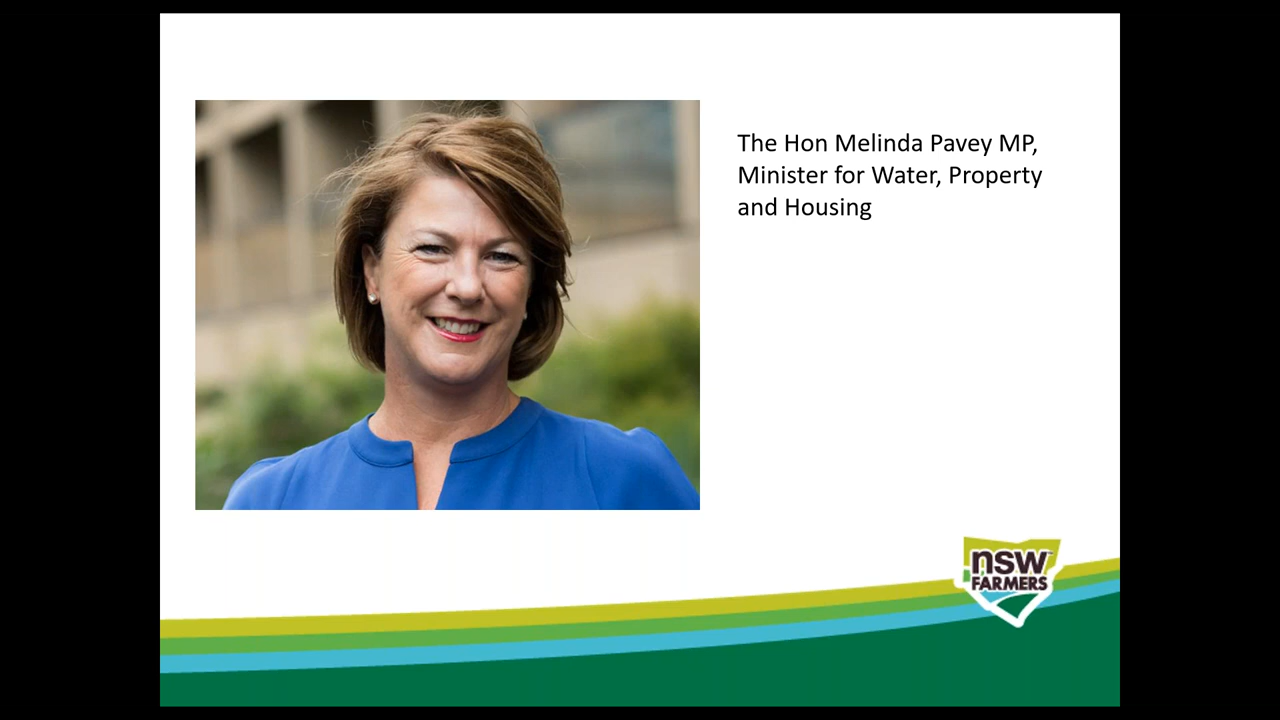 The Hon Melinda Pavey MP,
Minister for Water, Property
and Housing
nsw
FARMERS